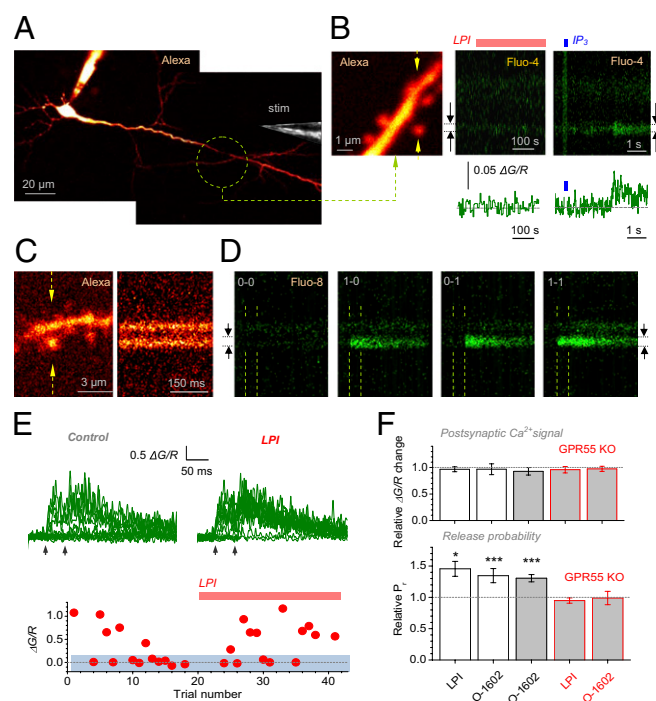 A
Alexa
stim
20 µm
B
LPI
IP3
Alexa
Fluo-4
Fluo-4
1 µm
100 s
1 s
0.05 ΔG/R
100 s
1 s
C
Alexa
3 µm
150 ms
D
0-0
Fluo-8
1-0
0-1
1-1
E
Control
0.5 ΔG/R
50 ms
LPI
LPI
ΔG/R
1.0
0.5
0.0
0
10
20
30
40
Trial number
F
Postsynaptic Ca2+signal
GPR55 KO
Relative ΔG/R change
1.0
0.5
0.0
Release probability
*
***
***
GPR55 KO
Relative Pr
1.5
1.0
0.5
0.0
LPI
O-1602
O-1602
LPI
O-1602